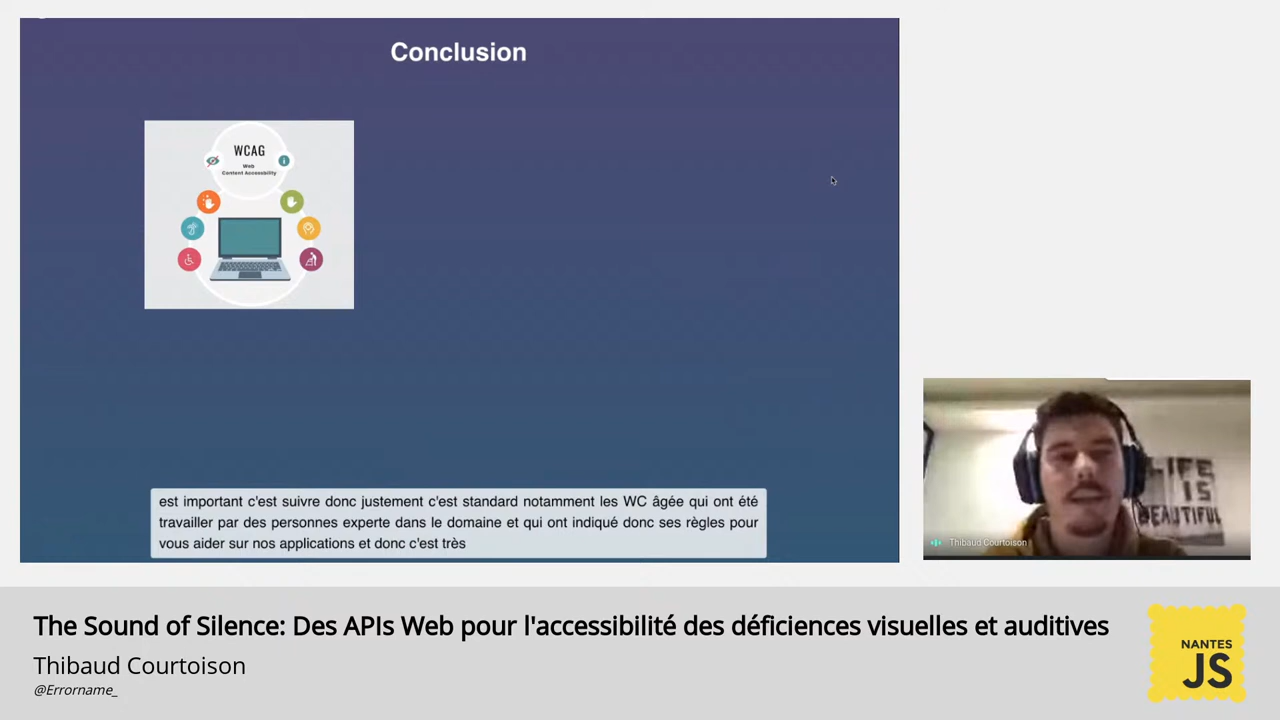 Conclusion
WCAG
Web
Content Accessibility
est important c'est suivre donc justement c'est standard notamment les WC âgée qui ont été
travailler par des personnes experte dans le domaine et qui ont indiqué donc ses règles pour
vous aider sur nos applications et donc c'est très
LIFE
IS
BEAUTIFUL
Thibaud Courtoison
The Sound of Silence: Des APIs Web pour l'accessibilité des déficiences visuelles et auditives
Thibaud Courtoison
@Errorname_
NANTES
JS